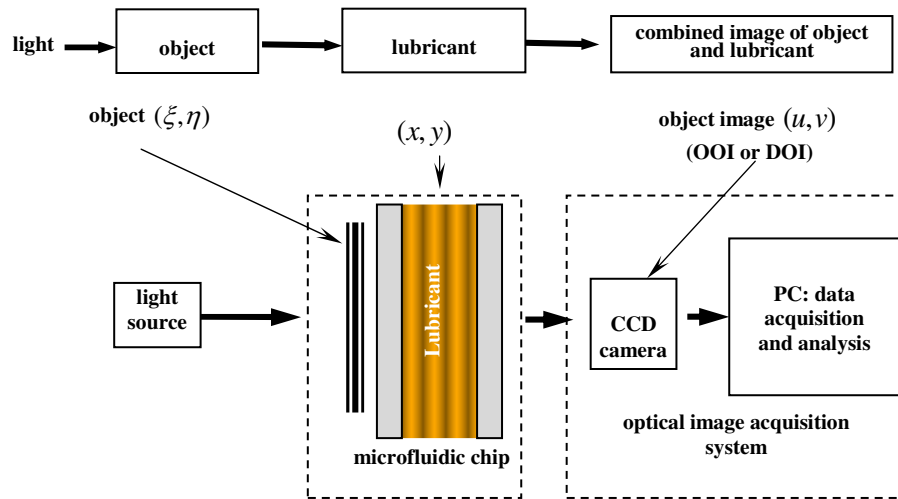 light
object
lubricant
combined image of object
and lubricant
object (ξ,η)
(x, y)
object image (u,v)
(OOI or DOI)
light
source
Lubricant
CCD
camera
PC: data
acquisition
and analysis
microfluidic chip
optical image acquisition
system